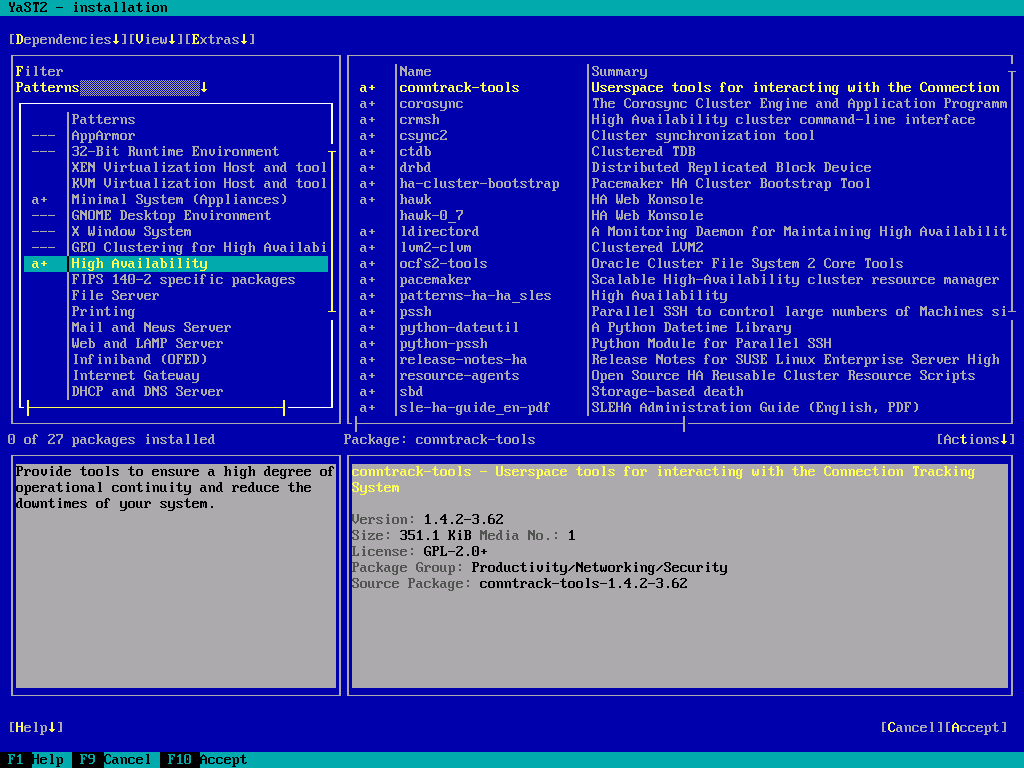 YaST2 - installation
[Dependencies↓][View↓][Extras↓]
Filter
Patterns ↓
Patterns
--- AppArmor
--- 32-Bit Runtime Environment
XEN Virtualization Host and tool
KVM Virtualization Host and tool
a+ Minimal System (Appliances)
--- GNOME Desktop Environment
--- X Window System
--- GEO Clustering for High Availabi
a+ High Availability
FIPS 140-2 specific packages
File Server
Printing
Mail and News Server
Web and LAMP Server
Infiniband (OFED)
Internet Gateway
DHCP and DNS Server
Name Summary
a+ conntrack-tools Userspace tools for interacting with the Connection
a+ corosync The Corosync Cluster Engine and Application Programm
a+ crmsh High Availability cluster command-line interface
a+ csync2 Cluster synchronization tool
a+ ctdb Clustered TDB
a+ drbd Distributed Replicated Block Device
a+ ha-cluster-bootstrap Pacemaker HA Cluster Bootstrap Tool
a+ hawk HA Web Konsole
hawk-0_7 HA Web Konsole
a+ ldirectord A Monitoring Daemon for Maintaining High Availabilit
a+ lvm2-clvm Clustered LVM2
a+ ocfs2-tools Oracle Cluster File System 2 Core Tools
a+ pacemaker Scalable High-Availability cluster resource manager
a+ patterns-ha-ha_sles High Availability
a+ pssh Parallel SSH to control large numbers of Machines si
a+ python-dateutil A Python Datetime Library
a+ python-pssh Python Module for Parallel SSH
a+ release-notes-ha Release Notes for SUSE Linux Enterprise Server High
a+ resource-agents Open Source HA Reusable Cluster Resource Scripts
a+ sbd Storage-based death
a+ sle-ha-guide_en-pdf SLEHA Administration Guide (English, PDF)
0 of 27 packages installed
Package: conntrack-tools
[Actions↓]
Provide tools to ensure a high degree of
operational continuity and reduce the
downtimes of your system.
conntrack-tools - Userspace tools for interacting with the Connection Tracking
System
Version: 1.4.2-3.62
Size: 351.1 KiB Media No.: 1
License: GPL-2.0+
Package Group: Productivity/Networking/Security
Source Package: conntrack-tools-1.4.2-3.62
[Help↓]
[Cancel][Accept]
F1 Help F9 Cancel F10 Accept